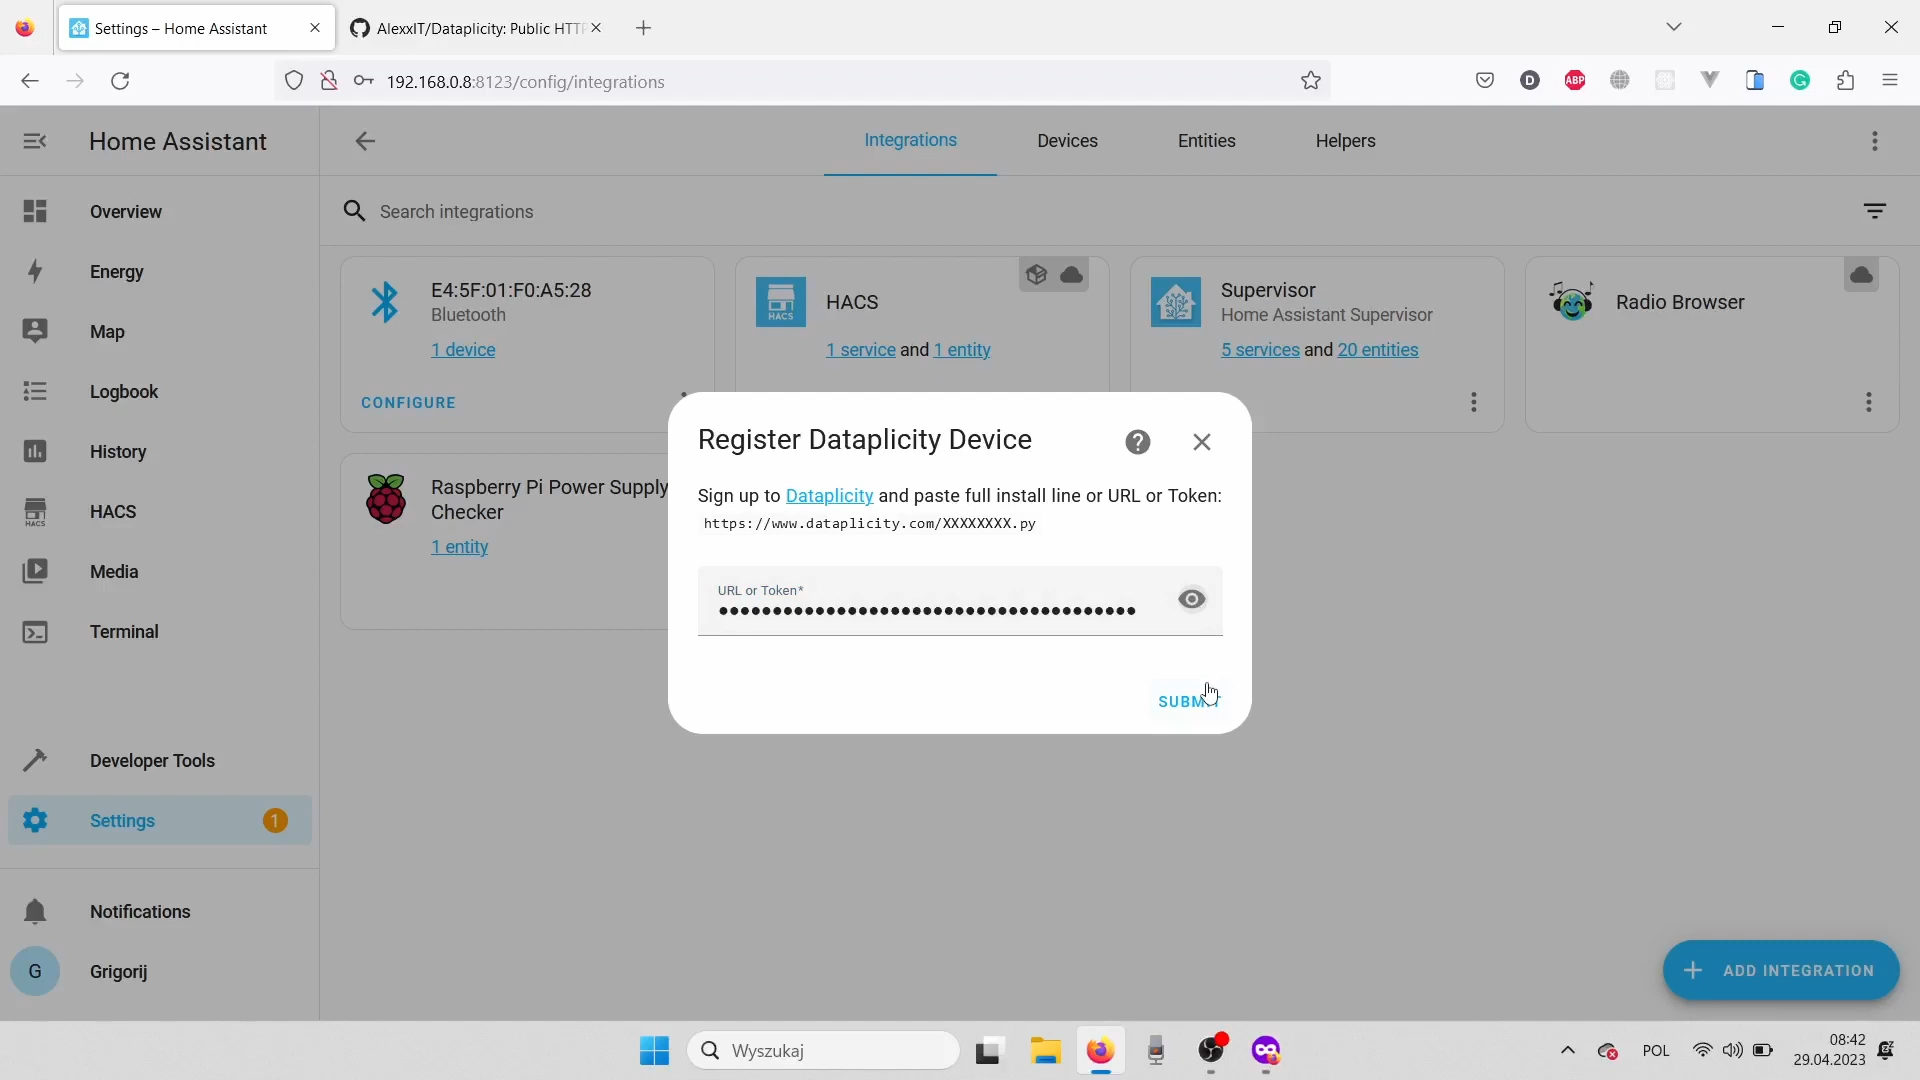 Settings – Home Assistant
AlexxIT/Dataplicity: Public HTTP
192.168.0.8:8123/config/integrations
D
ABP
G
Home Assistant
Integrations
Devices
Entities
Helpers
Overview
Search integrations
Energy
E4:5F:01:F0:A5:28
Bluetooth
1 device
CONFIGURE
HACS
HACS
1 service and 1 entity
Supervisor
Home Assistant Supervisor
5 services and 20 entities
Radio Browser
Map
Logbook
History
HACS
HACS
Media
Terminal
Raspberry Pi Power Supply
Checker
1 entity
Register Dataplicity Device
Sign up to Dataplicity and paste full install line or URL or Token:
https://www.dataplicity.com/XXXXXXXX.py
URL or Token*
SUBMIT
Developer Tools
Settings
1
Notifications
G
Grigorij
ADD INTEGRATION
Wyszukaj
POL
08:42
29.04.2023